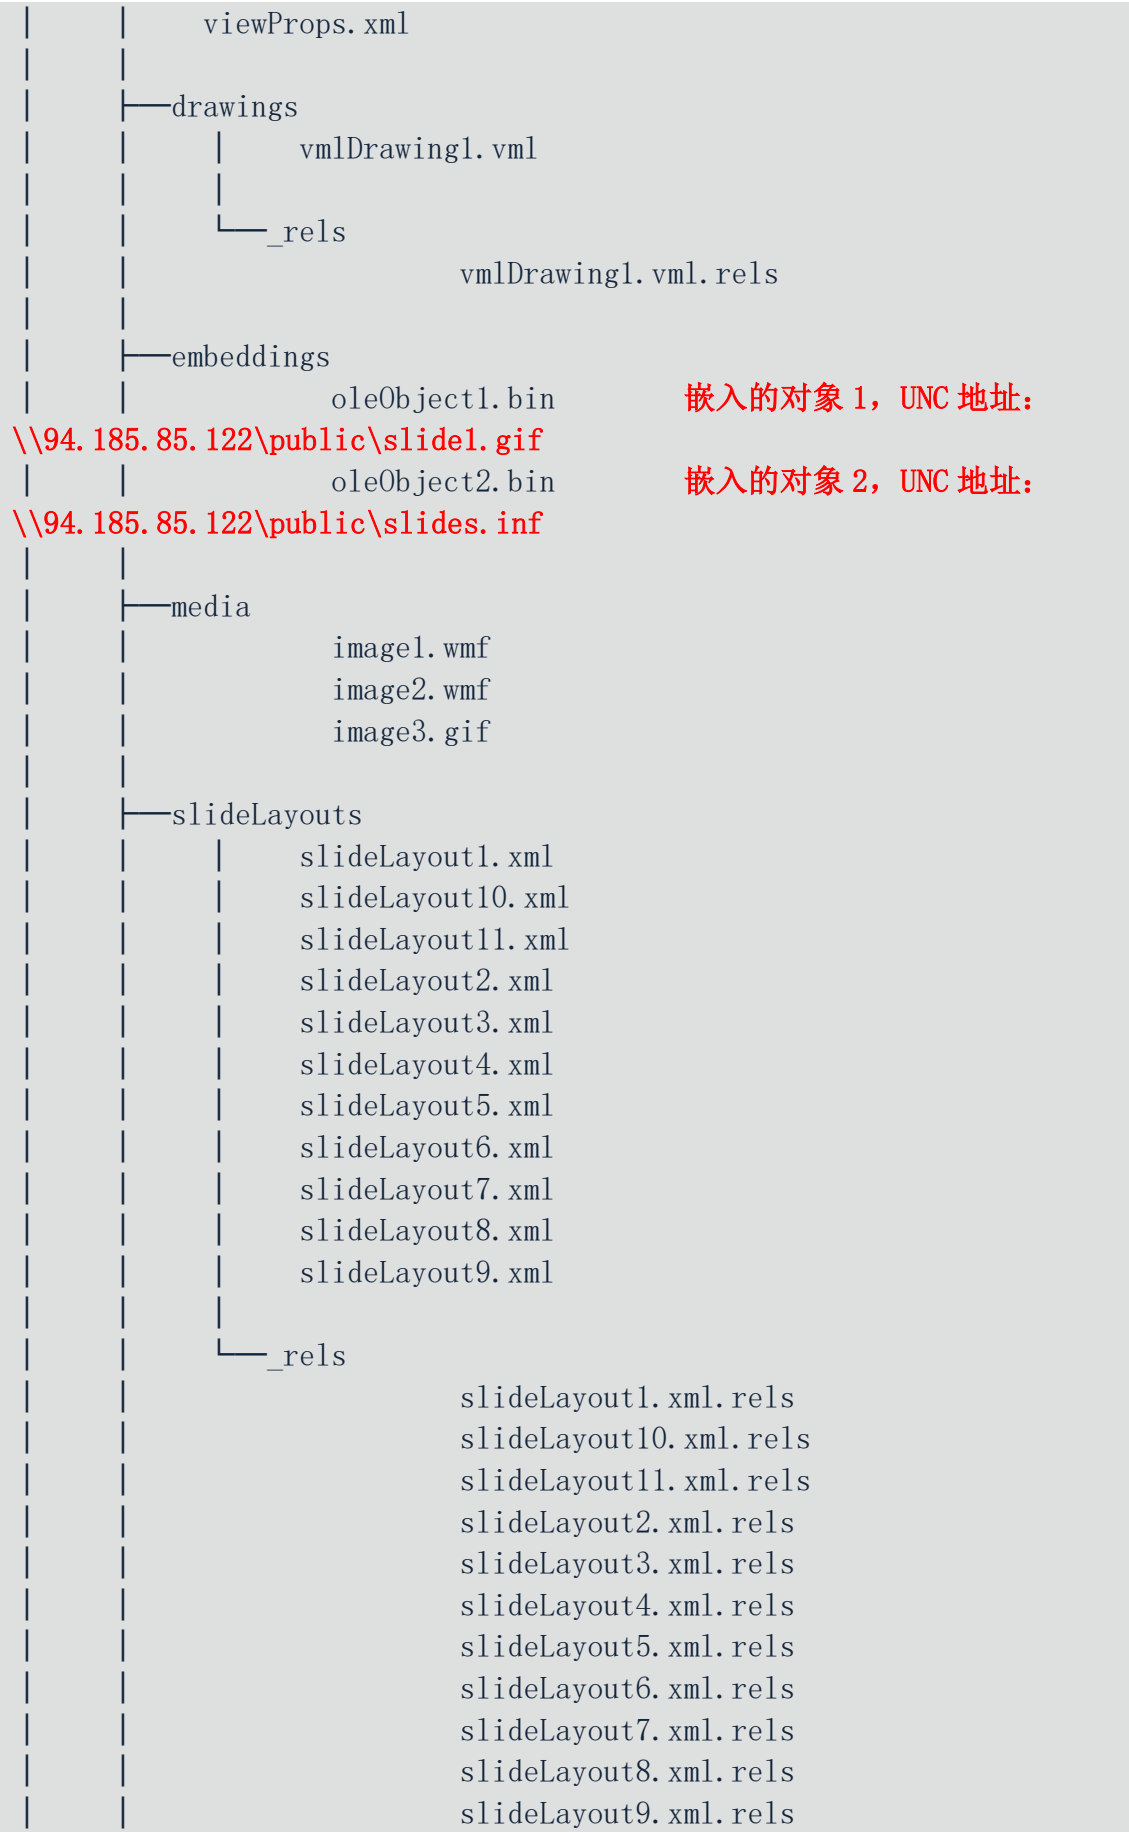 viewProps.xml
├──drawings
│ vmlDrawing1.vml
└──_rels
vmlDrawing1.vml.rels
├──embeddings
oleObject1.bin 嵌入的对象 1，UNC 地址：
\\94.185.85.122\public\slide1.gif
oleObject2.bin 嵌入的对象 2，UNC 地址：
\\94.185.85.122\public\slides.inf
├──media
image1.wmf
image2.wmf
image3.gif
├──slideLayouts
slideLayout1.xml
slideLayout10.xml
slideLayout11.xml
slideLayout2.xml
slideLayout3.xml
slideLayout4.xml
slideLayout5.xml
slideLayout6.xml
slideLayout7.xml
slideLayout8.xml
slideLayout9.xml
└──_rels
slideLayout1.xml.rels
slideLayout10.xml.rels
slideLayout11.xml.rels
slideLayout2.xml.rels
slideLayout3.xml.rels
slideLayout4.xml.rels
slideLayout5.xml.rels
slideLayout6.xml.rels
slideLayout7.xml.rels
slideLayout8.xml.rels
slideLayout9.xml.rels